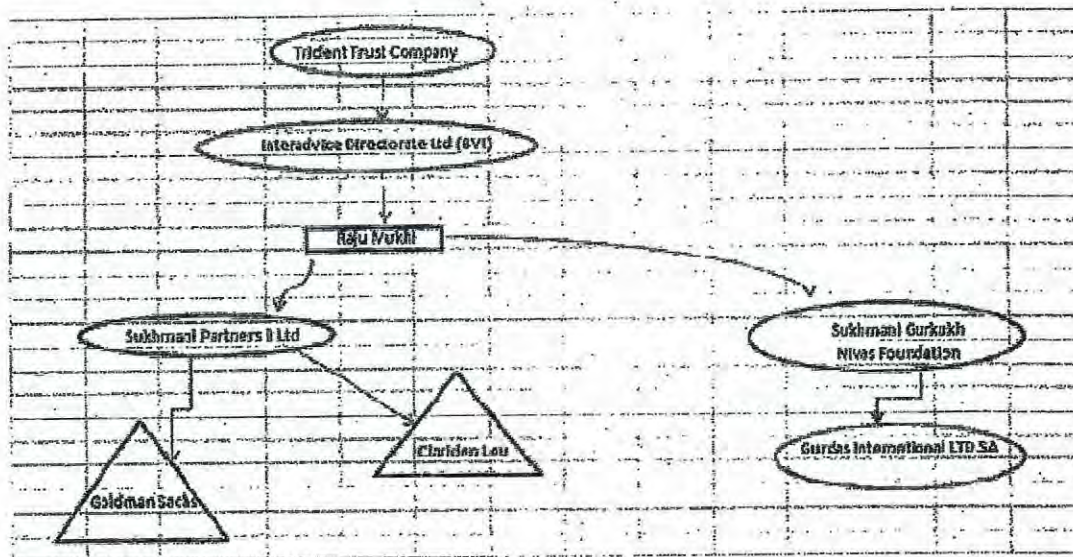 Trident Trust Company
Interadvice Directorate Ltd (BVI)
Raju Mukhi
Sukhmani Partners II Ltd
Sukhmani Gurkukh
Nivas Foundation
Clariden Leu
Gurdas International LTD SA
Goldman Sachs